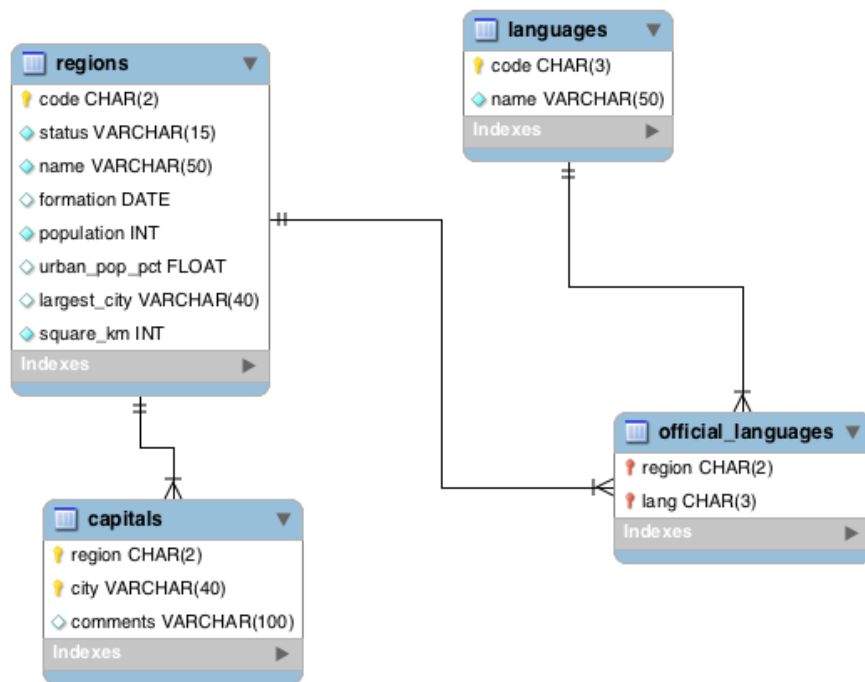 regions
code CHAR(2)
status VARCHAR(15)
name VARCHAR(50)
formation DATE
population INT
urban_pop_pct FLOAT
largest_city VARCHAR(40)
square_km INT
Indexes
languages
code CHAR(3)
name VARCHAR(50)
Indexes
capitals
region CHAR(2)
city VARCHAR(40)
comments VARCHAR(100)
Indexes
official_languages
region CHAR(2)
lang CHAR(3)
Indexes